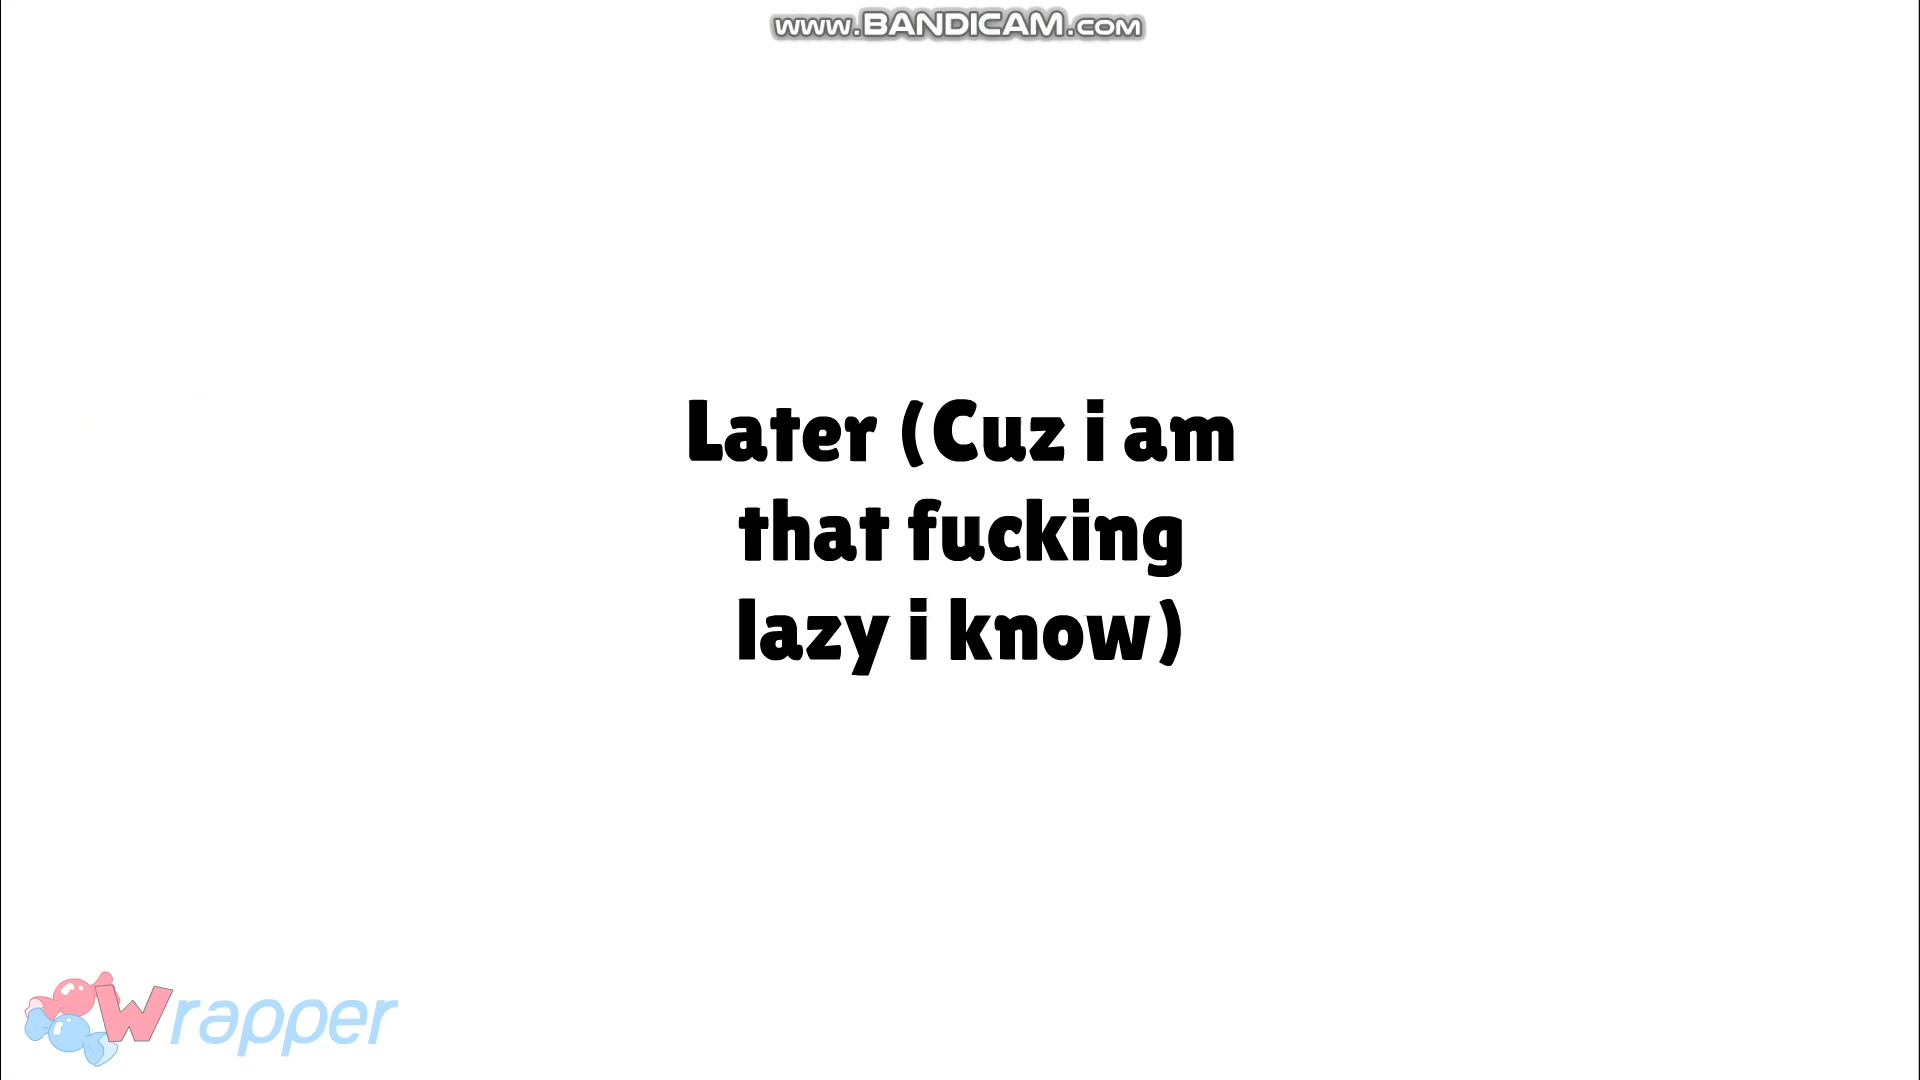 www.BANDICAM.com
Later (Cuz i am
that fucking
lazy i know)
Wrapper